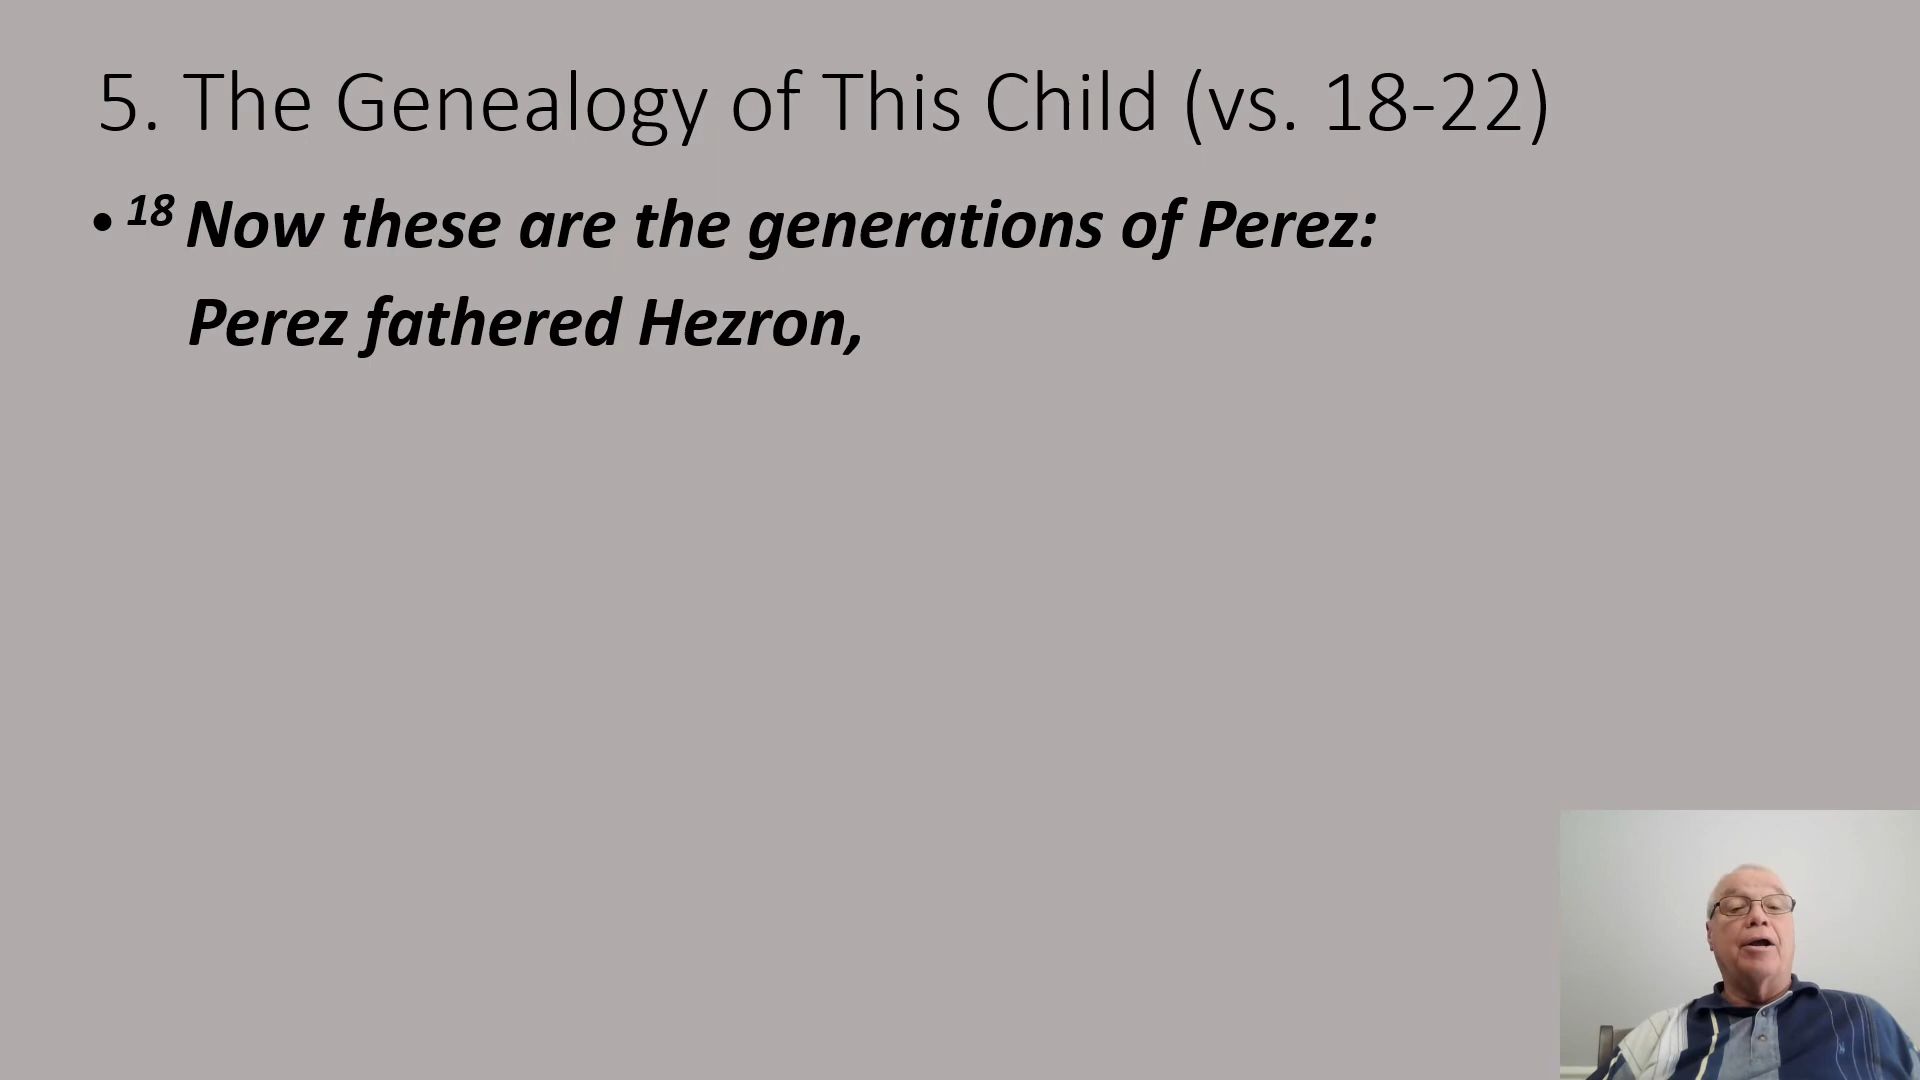 5. The Genealogy of This Child (vs. 18-22)
• 18 Now these are the generations of Perez:
Perez fathered Hezron,